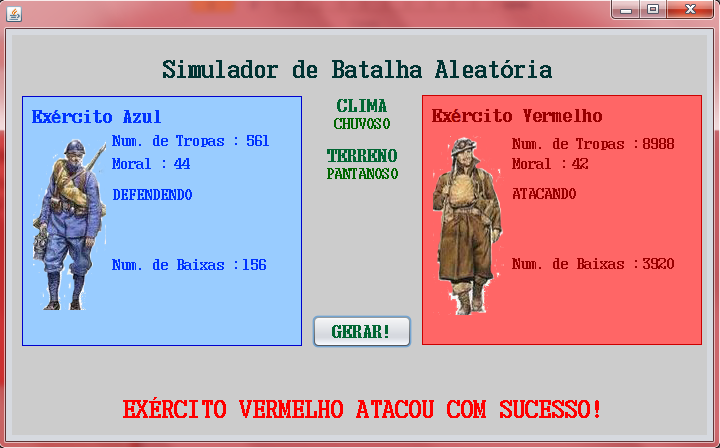 Simulador de Batalha Aleatória
Exército Azul
Num. de Tropas : 561
Moral : 44
DEFENDENDO
Num. de Baixas :156
CLIMA
CHUVOSO
TERRENO
PANTANOSO
GERAR!
Exército Vermelho
Num. de Tropas :8988
Moral : 42
ATACANDO
Num. de Baixas :3920
EXÉRCITO VERMELHO ATACOU COM SUCESSO!